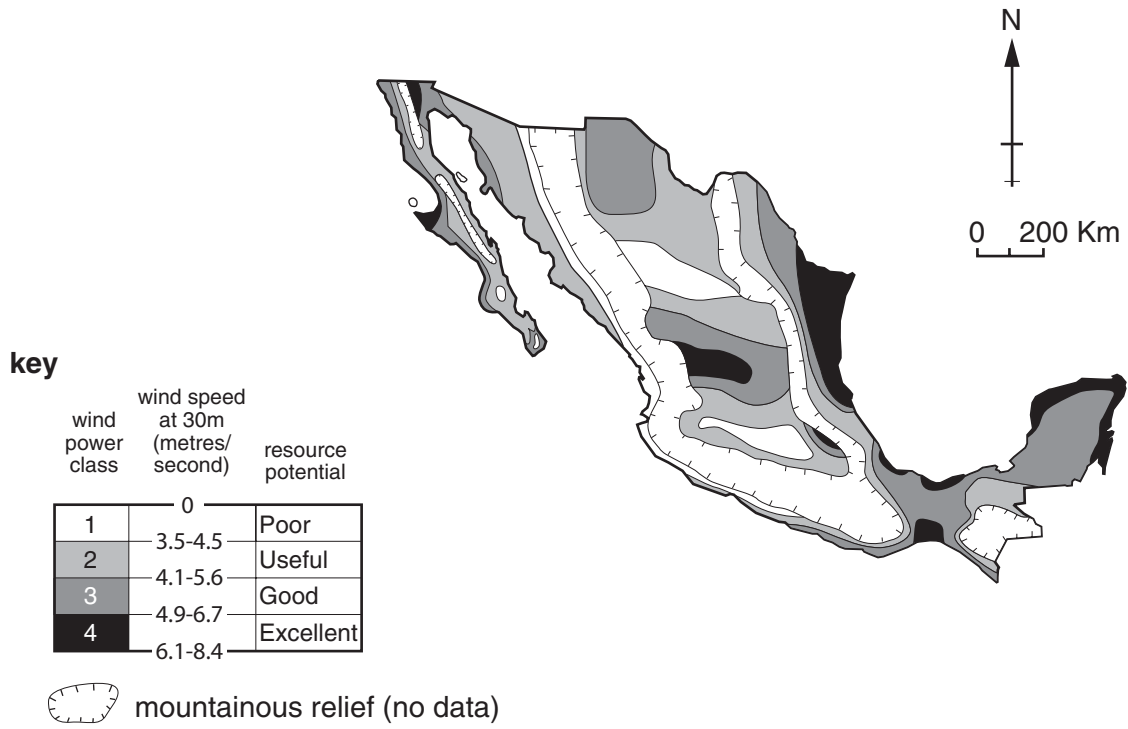 N
0 200 Km
key
wind power class
wind speed at 30m (metres/ second)
resource potential
0
1 Poor
3.5-4.5
2 Useful
4.1-5.6
3 Good
4.9-6.7
4 Excellent
6.1-8.4
mountainous relief (no data)